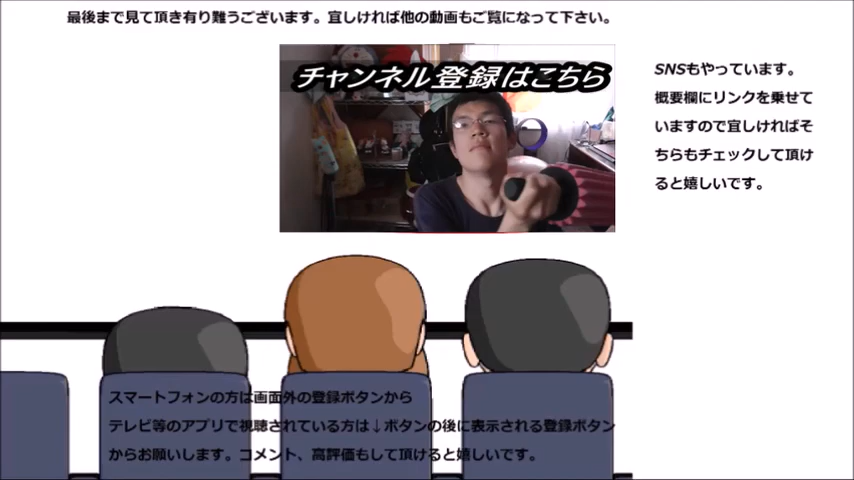 最後まで見て頂き有り難うございます。宜しければ他の動画もご覧になって下さい。
チャンネル登録はこちら
SNSもやっています。
概要欄にリンクを乗せて
いますので宜しければそ
ちらもチェックして頂け
ると嬉しいです。
スマートフォンの方は画面外の登録ボタンから
テレビ等のアプリで視聴されている方は↓ボタンの後に表示される登録ボタン
からお願いします。コメント、高評価もして頂けると嬉しいです。